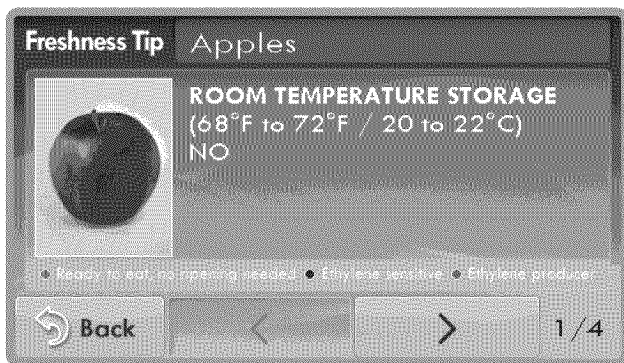 Freshness Tip Apples
ROOM TEMPERATURE STORAGE
(68°F to 72°F / 20 to 22°C)
NO
• Ready to eat, no ripening needed • Ethylene sensitive • Ethylene producer
Back < > 1/4